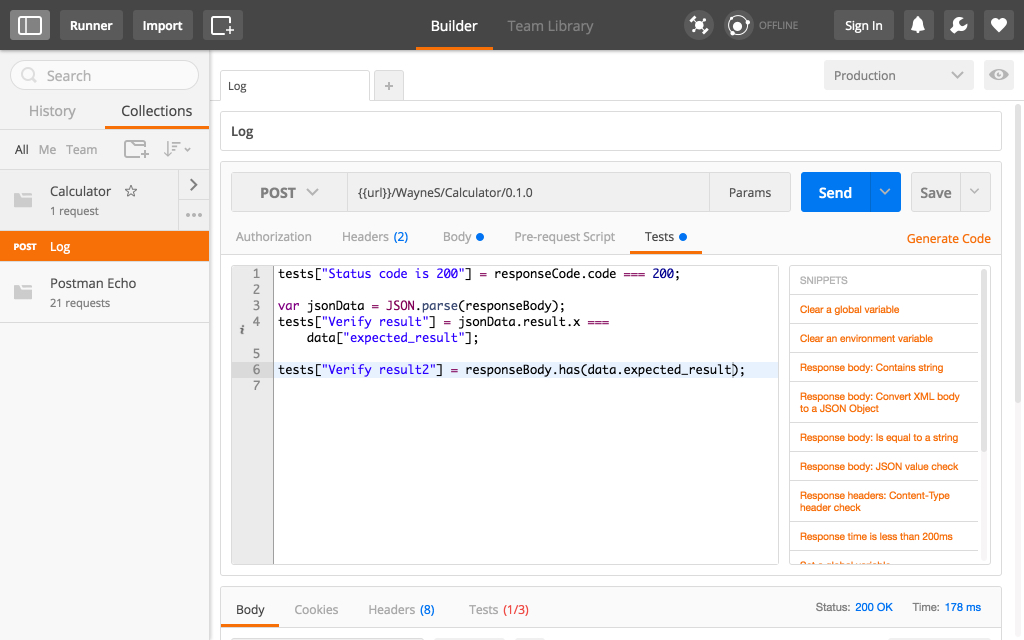 Runner
Import
Builder
Team Library
OFFLINE
Sign In
Search
History
Collections
All Me Team
Calculator
1 request
POST Log
Postman Echo
21 requests
Log
+
Production
Log
POST
{{url}}/WayneS/Calculator/0.1.0
Params
Send
Save
Authorization
Headers (2)
Body
Pre-request Script
Tests
Generate Code
1 tests["Status code is 200"] = responseCode.code === 200;
2
3 var jsonData = JSON.parse(responseBody);
i 4 tests["Verify result"] = jsonData.result.x ===
data["expected_result"];
5
6 tests["Verify result2"] = responseBody.has(data.expected_result);
7
SNIPPETS
Clear a global variable
Clear an environment variable
Response body: Contains string
Response body: Convert XML body
to a JSON Object
Response body: Is equal to a string
Response body: JSON value check
Response headers: Content-Type
header check
Response time is less than 200ms
Set a global variable
Body
Cookies
Headers (8)
Tests (1/3)
Status: 200 OK
Time: 178 ms